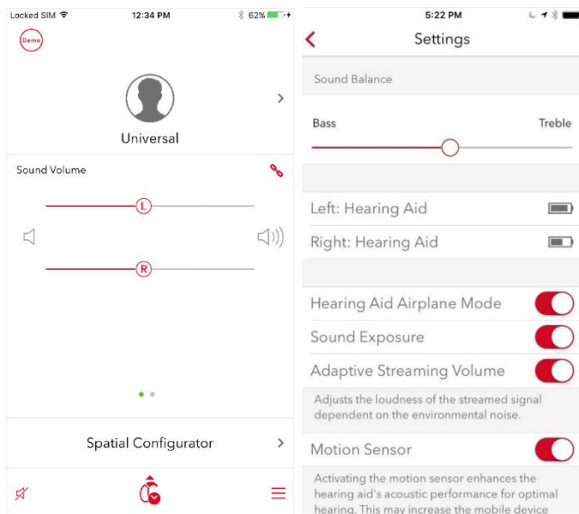 Locked SIM 12:34 PM 62%
Demo
Universal
Sound Volume
L
R
Spatial Configurator
5:22 PM
Settings
Sound Balance
Bass Treble
Left: Hearing Aid
Right: Hearing Aid
Hearing Aid Airplane Mode
Sound Exposure
Adaptive Streaming Volume
Adjusts the loudness of the streamed signal
dependent on the environmental noise.
Motion Sensor
Activating the motion sensor enhances the
hearing aid's acoustic performance for optimal
hearing. This may increase the mobile device